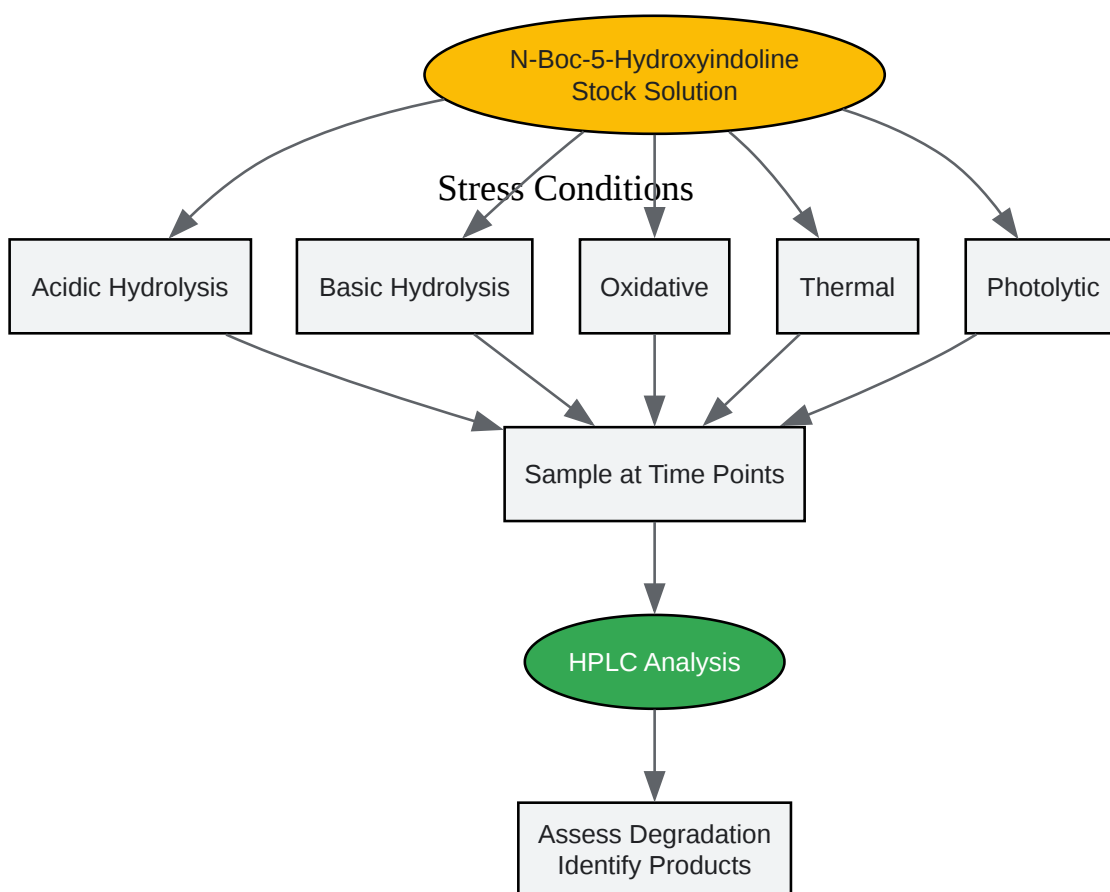 N-Boc-5-Hydroxyindoline
Stock Solution
Stress Conditions
Acidic Hydrolysis
Basic Hydrolysis
Oxidative
Thermal
Photolytic
Sample at Time Points
HPLC Analysis
Assess Degradation
Identify Products